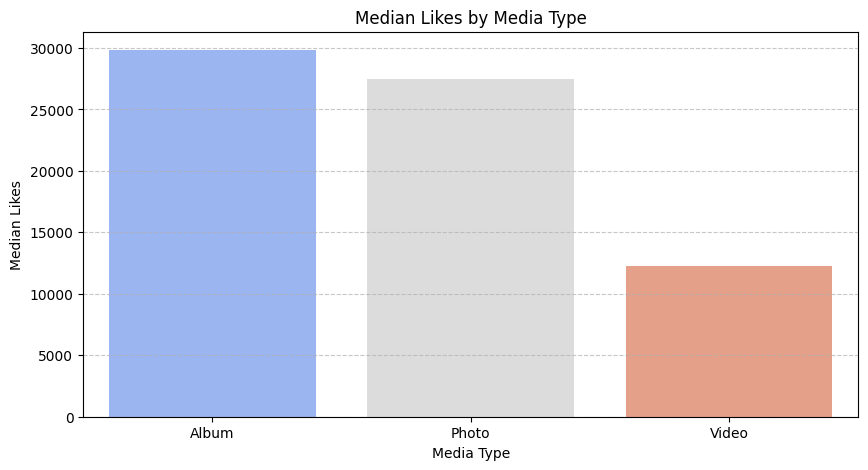 Median Likes by Media Type
30000
25000
20000
15000
10000
5000
0
Median Likes
Album
Photo
Video
Media Type